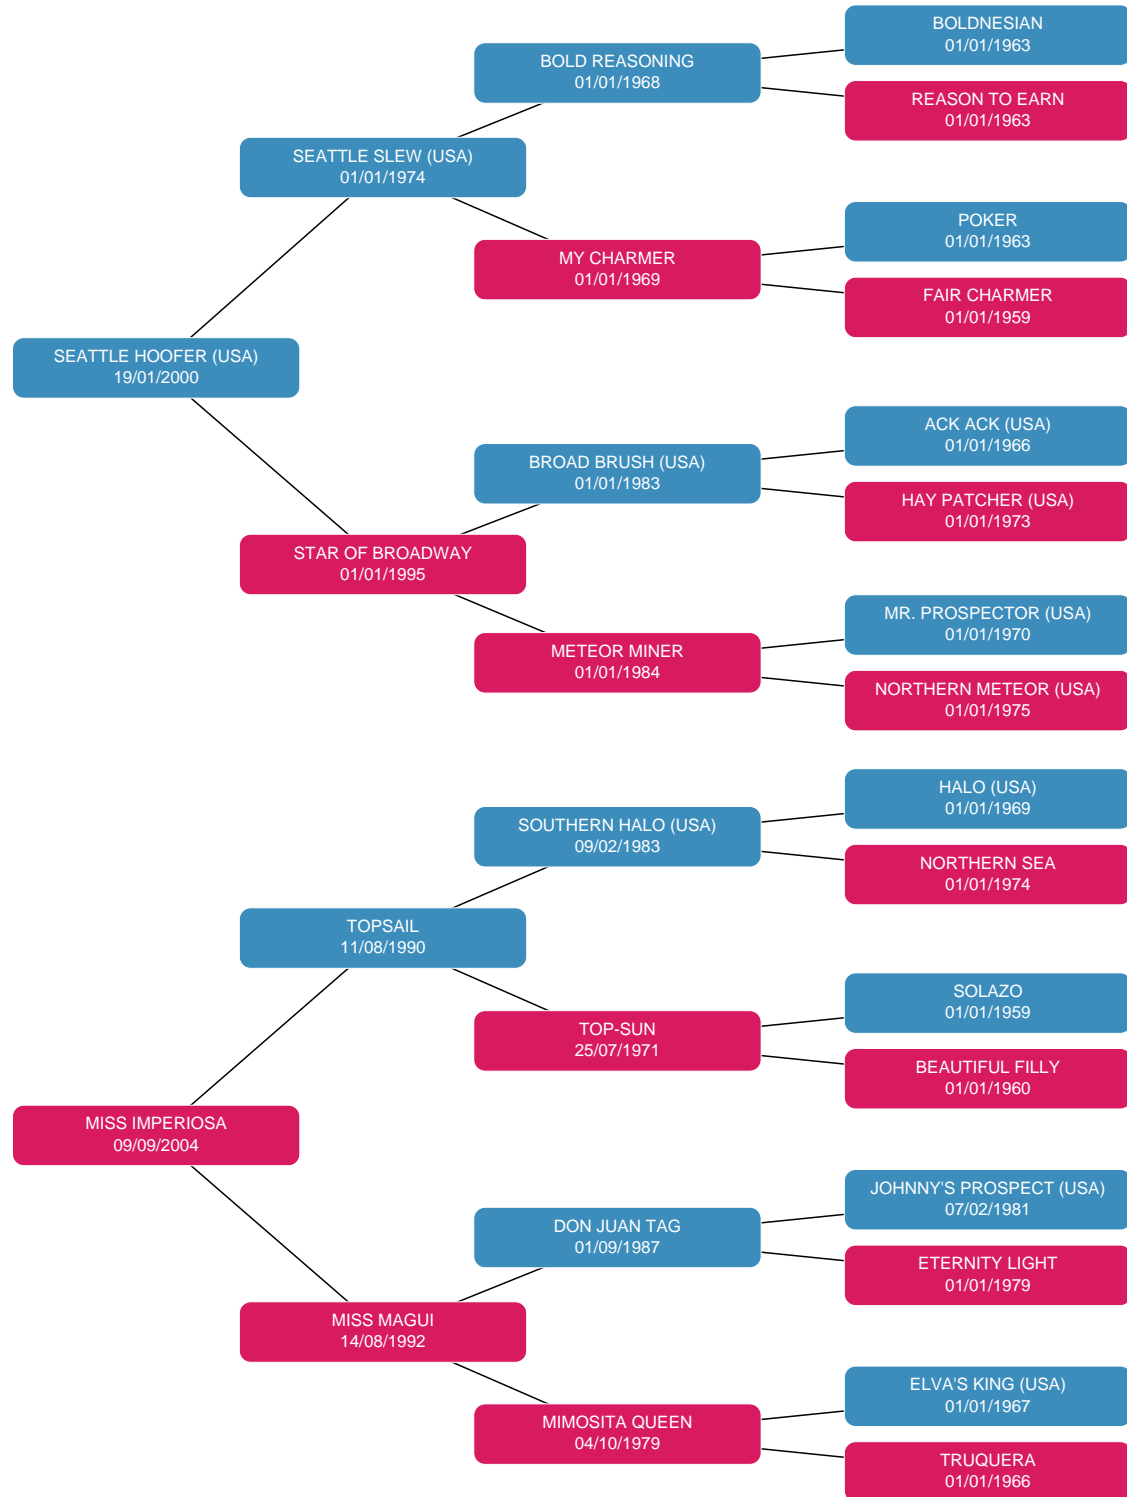 BOLDNESIAN
01/01/1963
BOLD REASONING
01/01/1968
REASON TO EARN
01/01/1963
SEATTLE SLEW (USA)
01/01/1974
POKER
01/01/1963
MY CHARMER
01/01/1969
FAIR CHARMER
01/01/1959
SEATTLE HOOFER (USA)
19/01/2000
ACK ACK (USA)
01/01/1966
BROAD BRUSH (USA)
01/01/1983
HAY PATCHER (USA)
01/01/1973
STAR OF BROADWAY
01/01/1995
MR. PROSPECTOR (USA)
01/01/1970
METEOR MINER
01/01/1984
NORTHERN METEOR (USA)
01/01/1975
HALO (USA)
01/01/1969
SOUTHERN HALO (USA)
09/02/1983
NORTHERN SEA
01/01/1974
TOPSAIL
11/08/1990
SOLAZO
01/01/1959
TOP-SUN
25/07/1971
BEAUTIFUL FILLY
01/01/1960
MISS IMPERIOSA
09/09/2004
JOHNNY'S PROSPECT (USA)
07/02/1981
DON JUAN TAG
01/09/1987
ETERNITY LIGHT
01/01/1979
MISS MAGUI
14/08/1992
ELVA'S KING (USA)
01/01/1967
MIMOSITA QUEEN
04/10/1979
TRUQUERA
01/01/1966